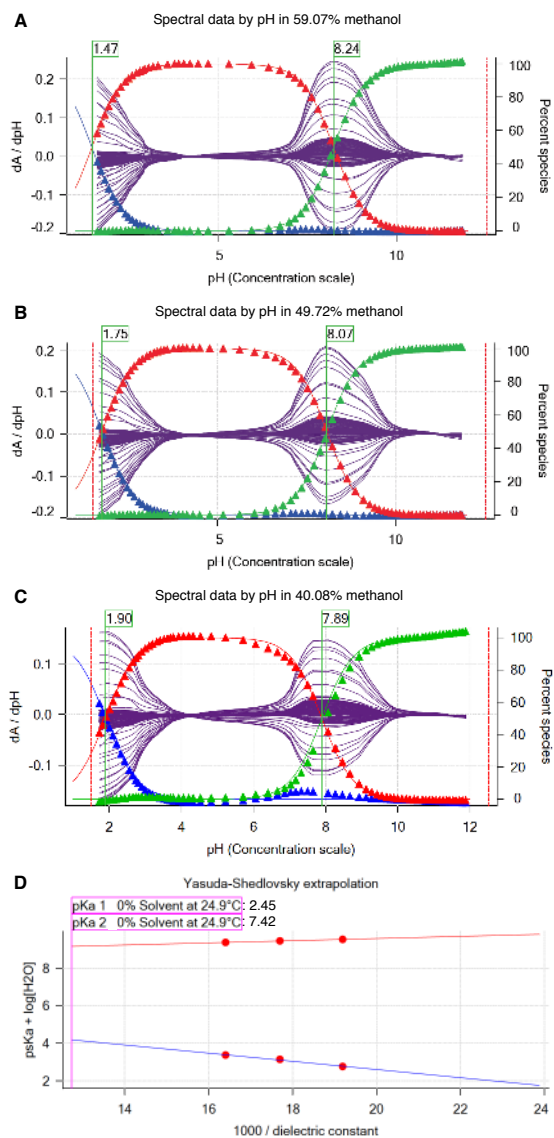 A
Spectral data by pH in 59.07% methanol
1.47
8.24
0.2
0.1
0.0
-0.1
-0.2
dA / dpH
100
80
60
40
20
0
Percent species
5
10
pH (Concentration scale)
B
Spectral data by pH in 49.72% methanol
1.75
8.07
0.2
0.1
0.0
-0.1
-0.2
dA / dpH
100
80
60
40
20
0
Percent species
5
10
pH (Concentration scale)
C
Spectral data by pH in 40.08% methanol
1.90
7.89
0.1
0.0
-0.1
dA / dpH
100
80
60
40
20
0
Percent species
2
4
6
8
10
12
pH (Concentration scale)
D
Yasuda-Shedlovsky extrapolation
pKa 1 0% Solvent at 24.9°C: 2.45
pKa 2 0% Solvent at 24.9°C: 7.42
8
6
4
2
psKa + log[H2O]
14
16
18
20
22
24
1000 / dielectric constant